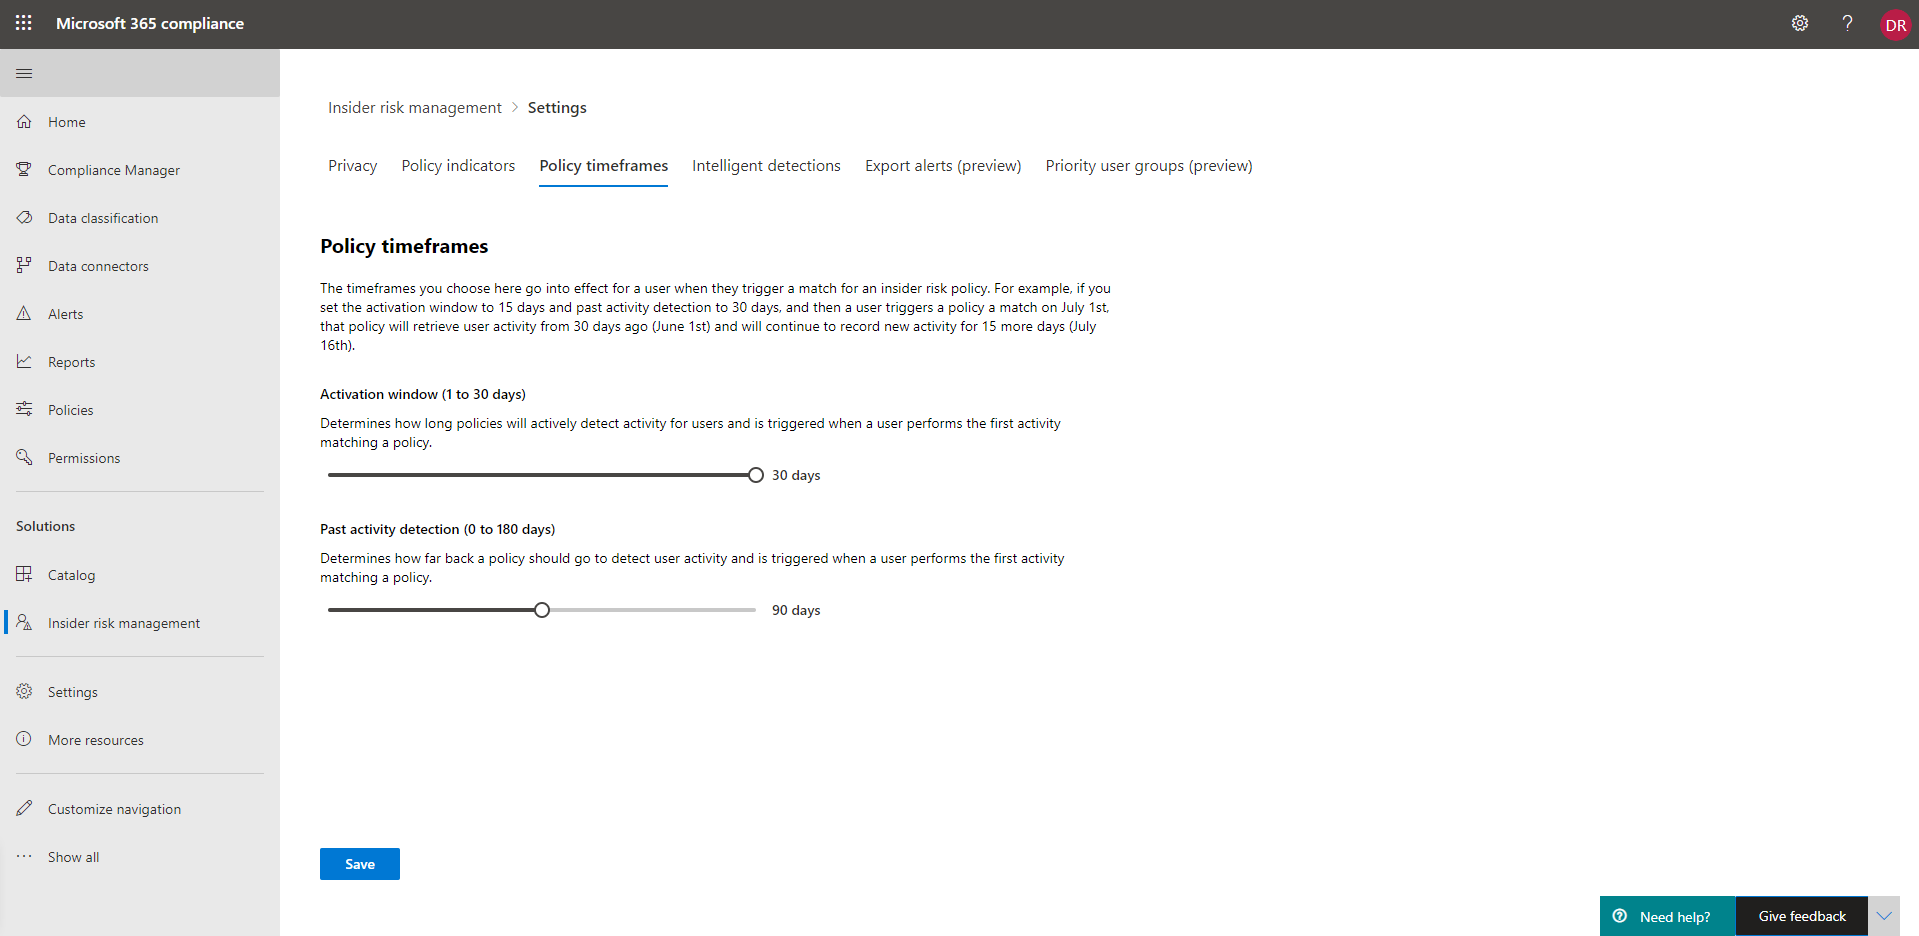 Microsoft 365 compliance
DR
Home
Compliance Manager
Data classification
Data connectors
Alerts
Reports
Policies
Permissions
Solutions
Catalog
Insider risk management
Settings
More resources
Customize navigation
Show all
Insider risk management > Settings
Privacy
Policy indicators
Policy timeframes
Intelligent detections
Export alerts (preview)
Priority user groups (preview)
Policy timeframes
The timeframes you choose here go into effect for a user when they trigger a match for an insider risk policy. For example, if you
set the activation window to 15 days and past activity detection to 30 days, and then a user triggers a policy a match on July 1st,
that policy will retrieve user activity from 30 days ago (June 1st) and will continue to record new activity for 15 more days (July
16th).
Activation window (1 to 30 days)
Determines how long policies will actively detect activity for users and is triggered when a user performs the first activity
matching a policy.
30 days
Past activity detection (0 to 180 days)
Determines how far back a policy should go to detect user activity and is triggered when a user performs the first activity
matching a policy.
90 days
Save
Need help?
Give feedback